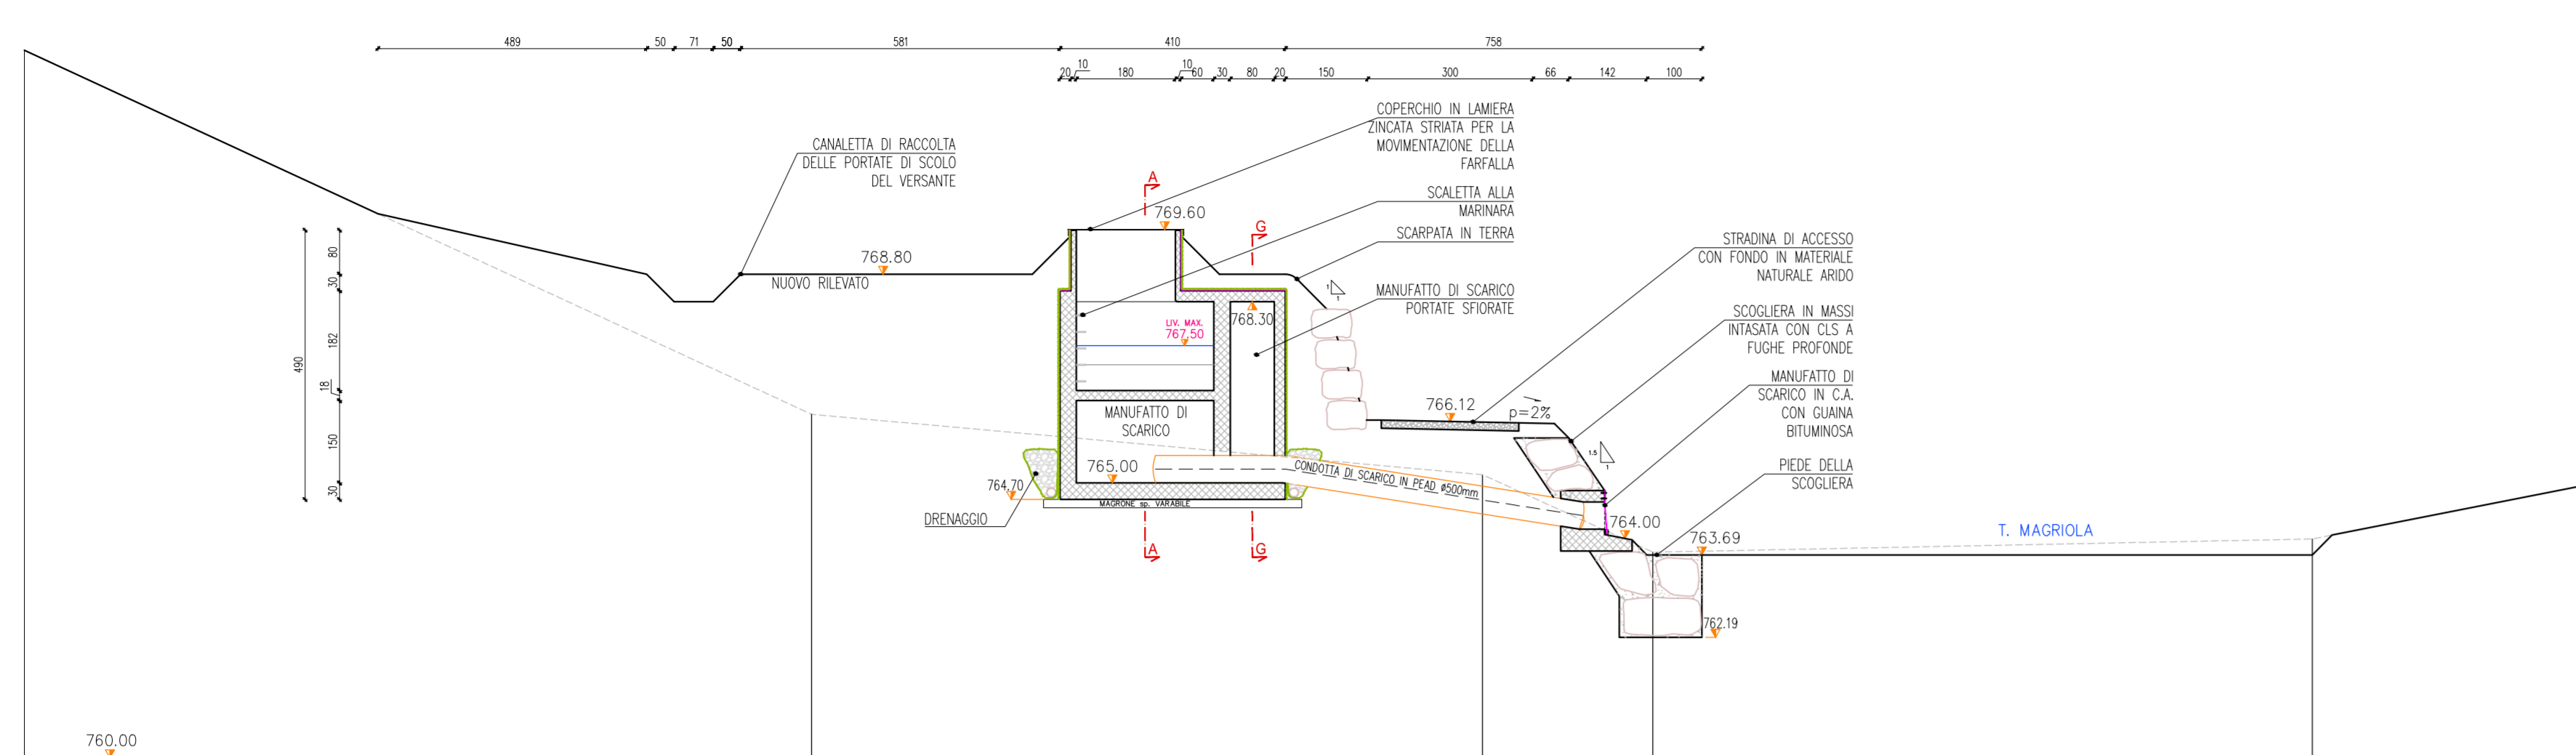 489
50
71
50
581
410
758
20
10
180
10
60
30
80
20
150
300
66
142
100
COPERCHIO IN LAMIERA
ZINCATA STRIATA PER LA
MOVIMENTAZIONE DELLA
FARFALLA
CANALETTA DI RACCOLTA
DELLE PORTATE DI SCOLO
DEL VERSANTE
A
SCALETTA ALLA
MARINARA
769.60
G
SCARPATA IN TERRA
STRADINA DI ACCESSO
CON FONDO IN MATERIALE
NATURALE ARIDO
768.80
NUOVO RILEVATO
MANUFATTO DI SCARICO
PORTATE SFIORATE
1
1
SCOGLIERA IN MASSI
INTASATA CON CLS A
FUGHE PROFONDE
768.30
LIV. MAX.
767.50
80
30
182
490
18
150
30
MANUFATTO DI
SCARICO IN C.A.
CON GUAINA
BITUMINOSA
766.12
p=2%
MANUFATTO DI
SCARICO
1.5
1
PIEDE DELLA
SCOGLIERA
765.00
CONDOTTA DI SCARICO IN PEAD Ø500mm
764.70
MAGRONE sp. VARABILE
DRENAGGIO
764.00
763.69
T. MAGRIOLA
A
G
762.19
760.00